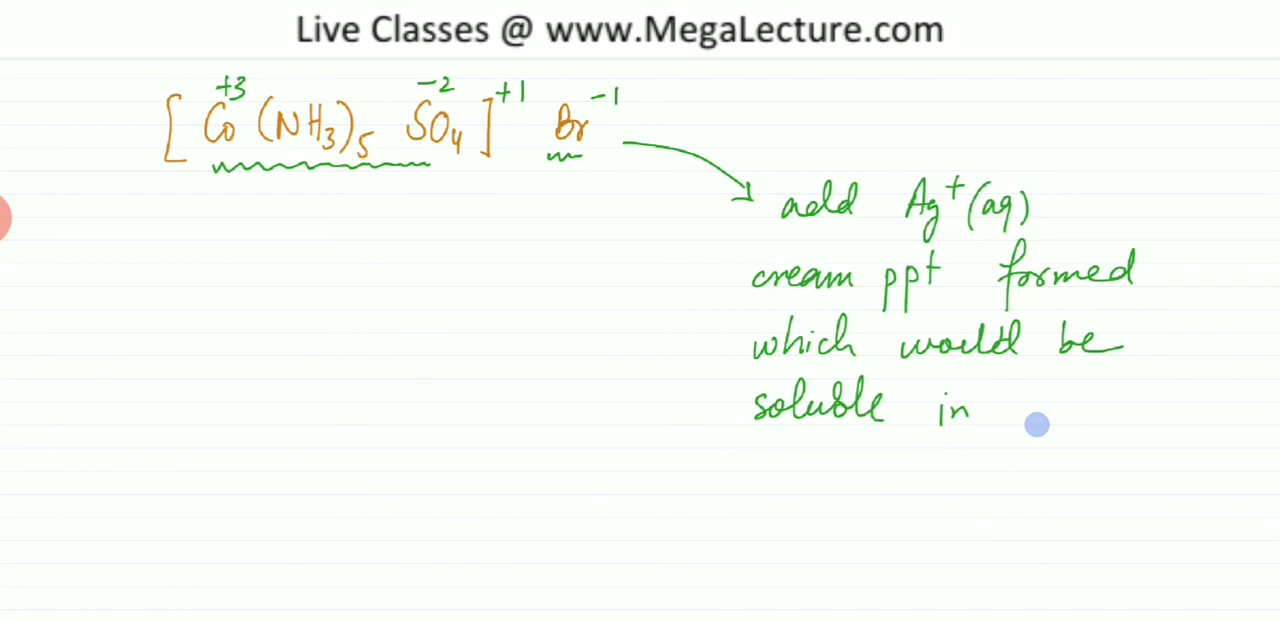 Live Classes @ www.MegaLecture.com
[Co(NH₃)₅ SO₄]⁺¹ Br⁻¹
+3 -2
add Ag⁺(aq)
cream ppt formed
which would be
soluble in